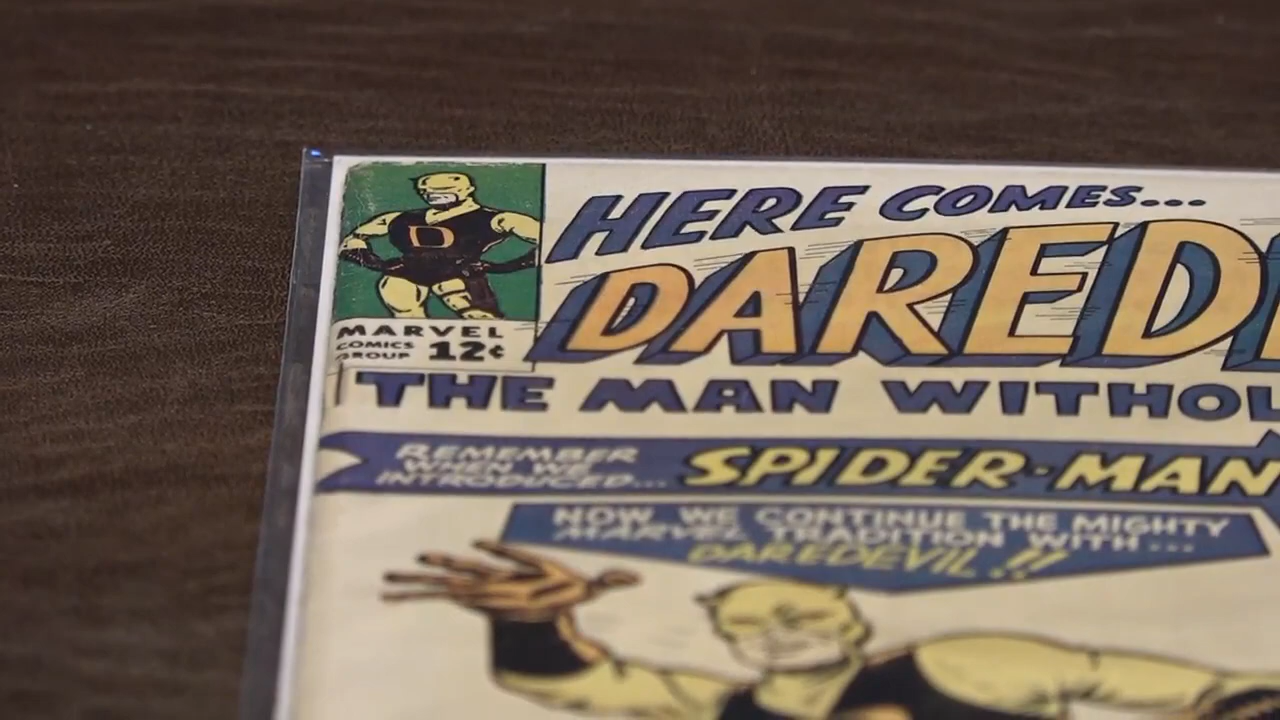 HERE COMES...
DARED
D
MARVEL
COMICS
GROUP 12¢
THE MAN WITHOU
REMEMBER
WHEN WE
INTRODUCED... SPIDER-MAN
NOW, WE CONTINUE THE MIGHTY
MARVEL TRADITION WITH...
DAREDEVIL!!